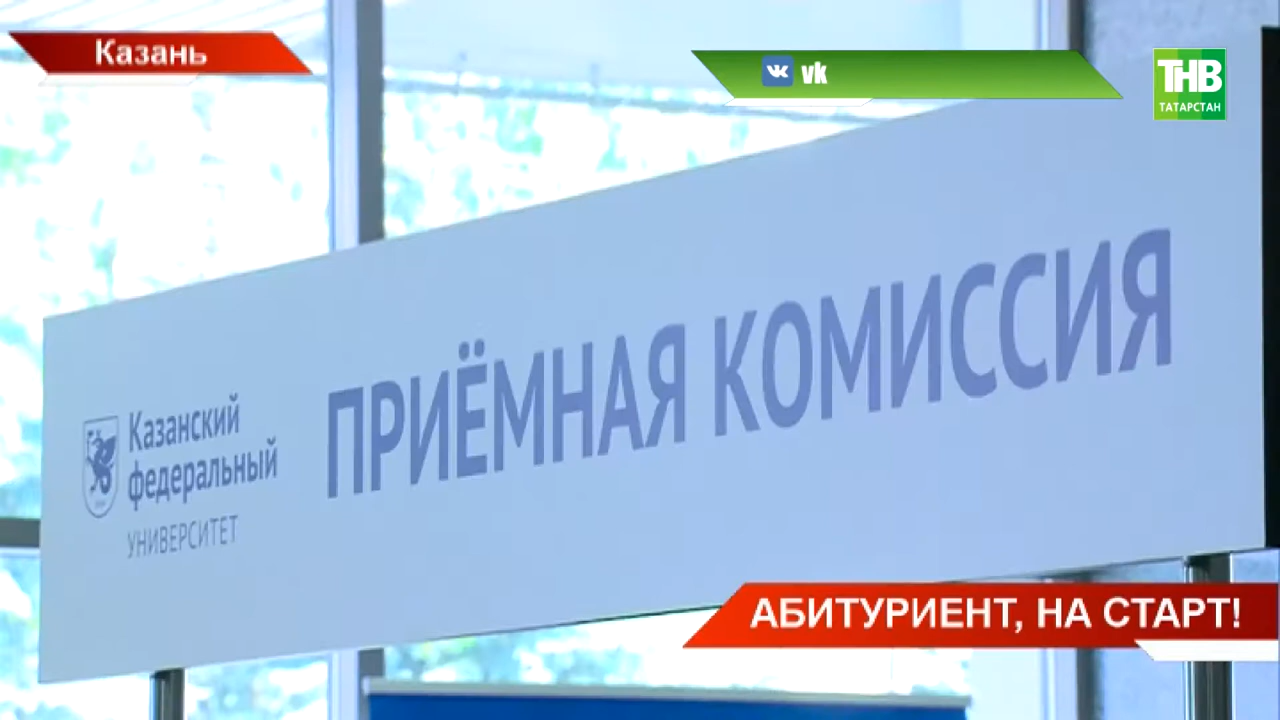 Казань
vk
ТНВ
ТАТАРСТАН
Казанский
федеральный
УНИВЕРСИТЕТ
ПРИЁМНАЯ КОМИССИЯ
АБИТУРИЕНТ, НА СТАРТ!